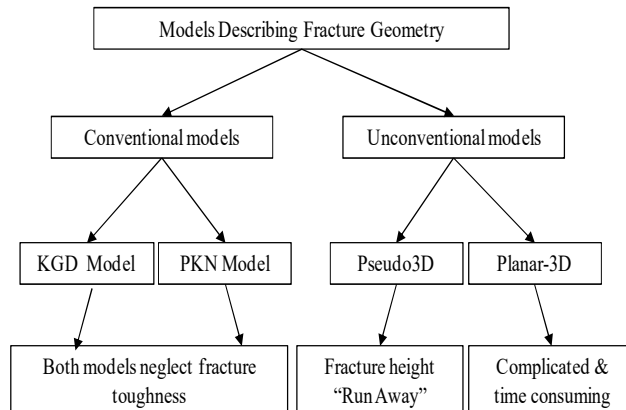 Models Describing Fracture Geometry
Conventional models
Unconventional models
KGD Model
PKN Model
Pseudo3D
Planar-3D
Both models neglect fracture
toughness
Fracture height
“Run Away”
Complicated &
time consuming